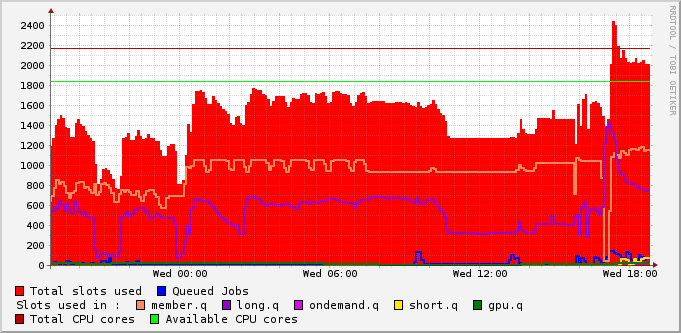 RRDTOOL / TOBI OETIKER
2400
2200
2000
1800
1600
1400
1200
1000
800
600
400
200
0
Wed 00:00 Wed 06:00 Wed 12:00 Wed 18:00
Total slots used Queued Jobs
Slots used in : member.q long.q ondemand.q short.q gpu.q
Total CPU cores Available CPU cores